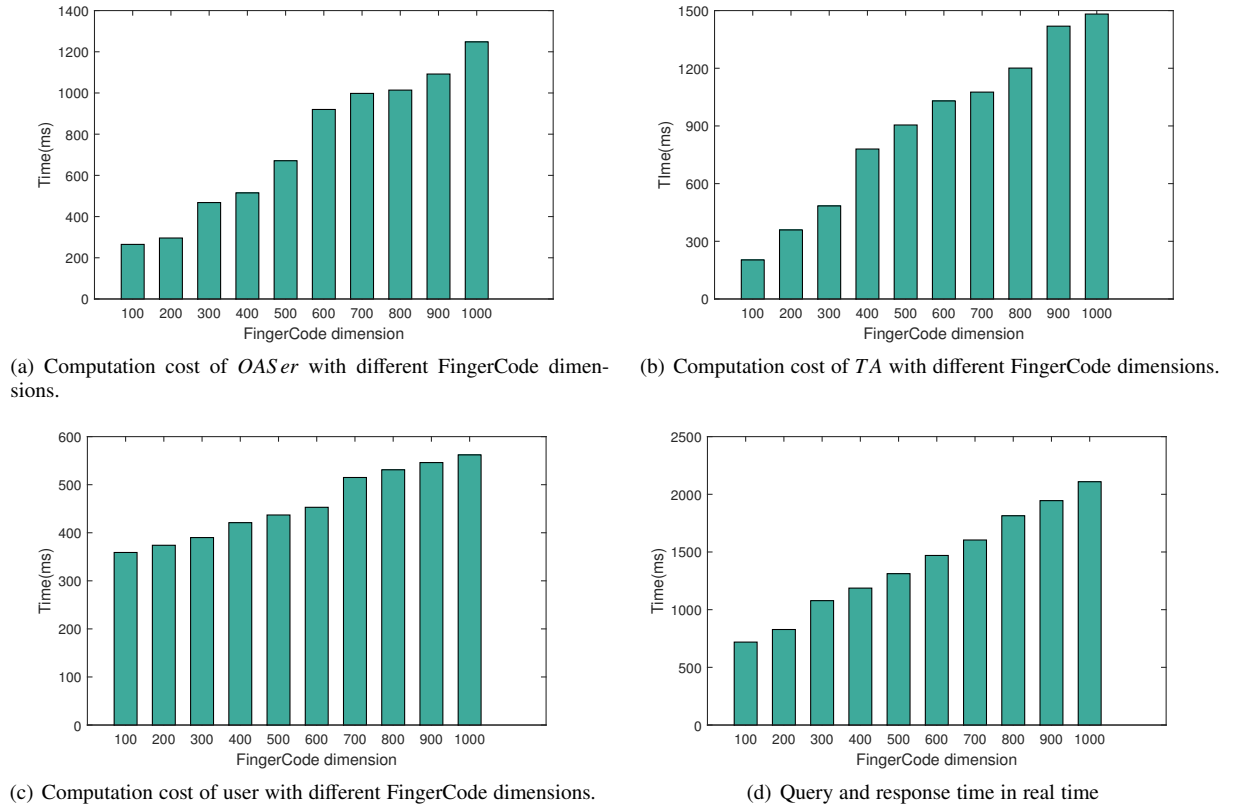 1400
1200
1000
800
600
400
200
0
Time(ms)
100 200 300 400 500 600 700 800 900 1000
FingerCode dimension
(a) Computation cost of OASer with different FingerCode dimen-
sions.
1500
1200
900
600
300
0
TIme(ms)
100 200 300 400 500 600 700 800 900 1000
FingerCode dimension
(b) Computation cost of TA with different FingerCode dimensions.
600
500
400
300
200
100
0
Time(ms)
100 200 300 400 500 600 700 800 900 1000
FingerCode dimension
(c) Computation cost of user with different FingerCode dimensions.
2500
2000
1500
1000
500
0
Time(ms)
100 200 300 400 500 600 700 800 900 1000
FingerCode dimension
(d) Query and response time in real time